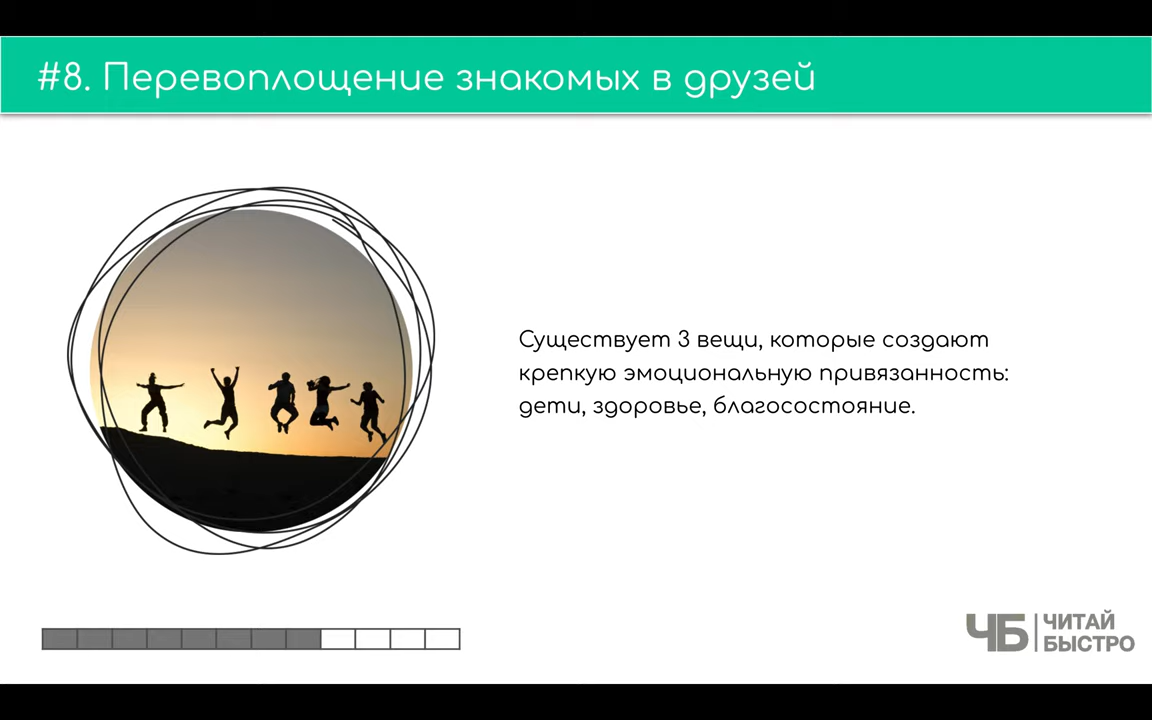 #8. Перевоплощение знакомых в друзей
Существует 3 вещи, которые создают
крепкую эмоциональную привязанность:
дети, здоровье, благосостояние.
ЧБ
ЧИТАЙ
БЫСТРО